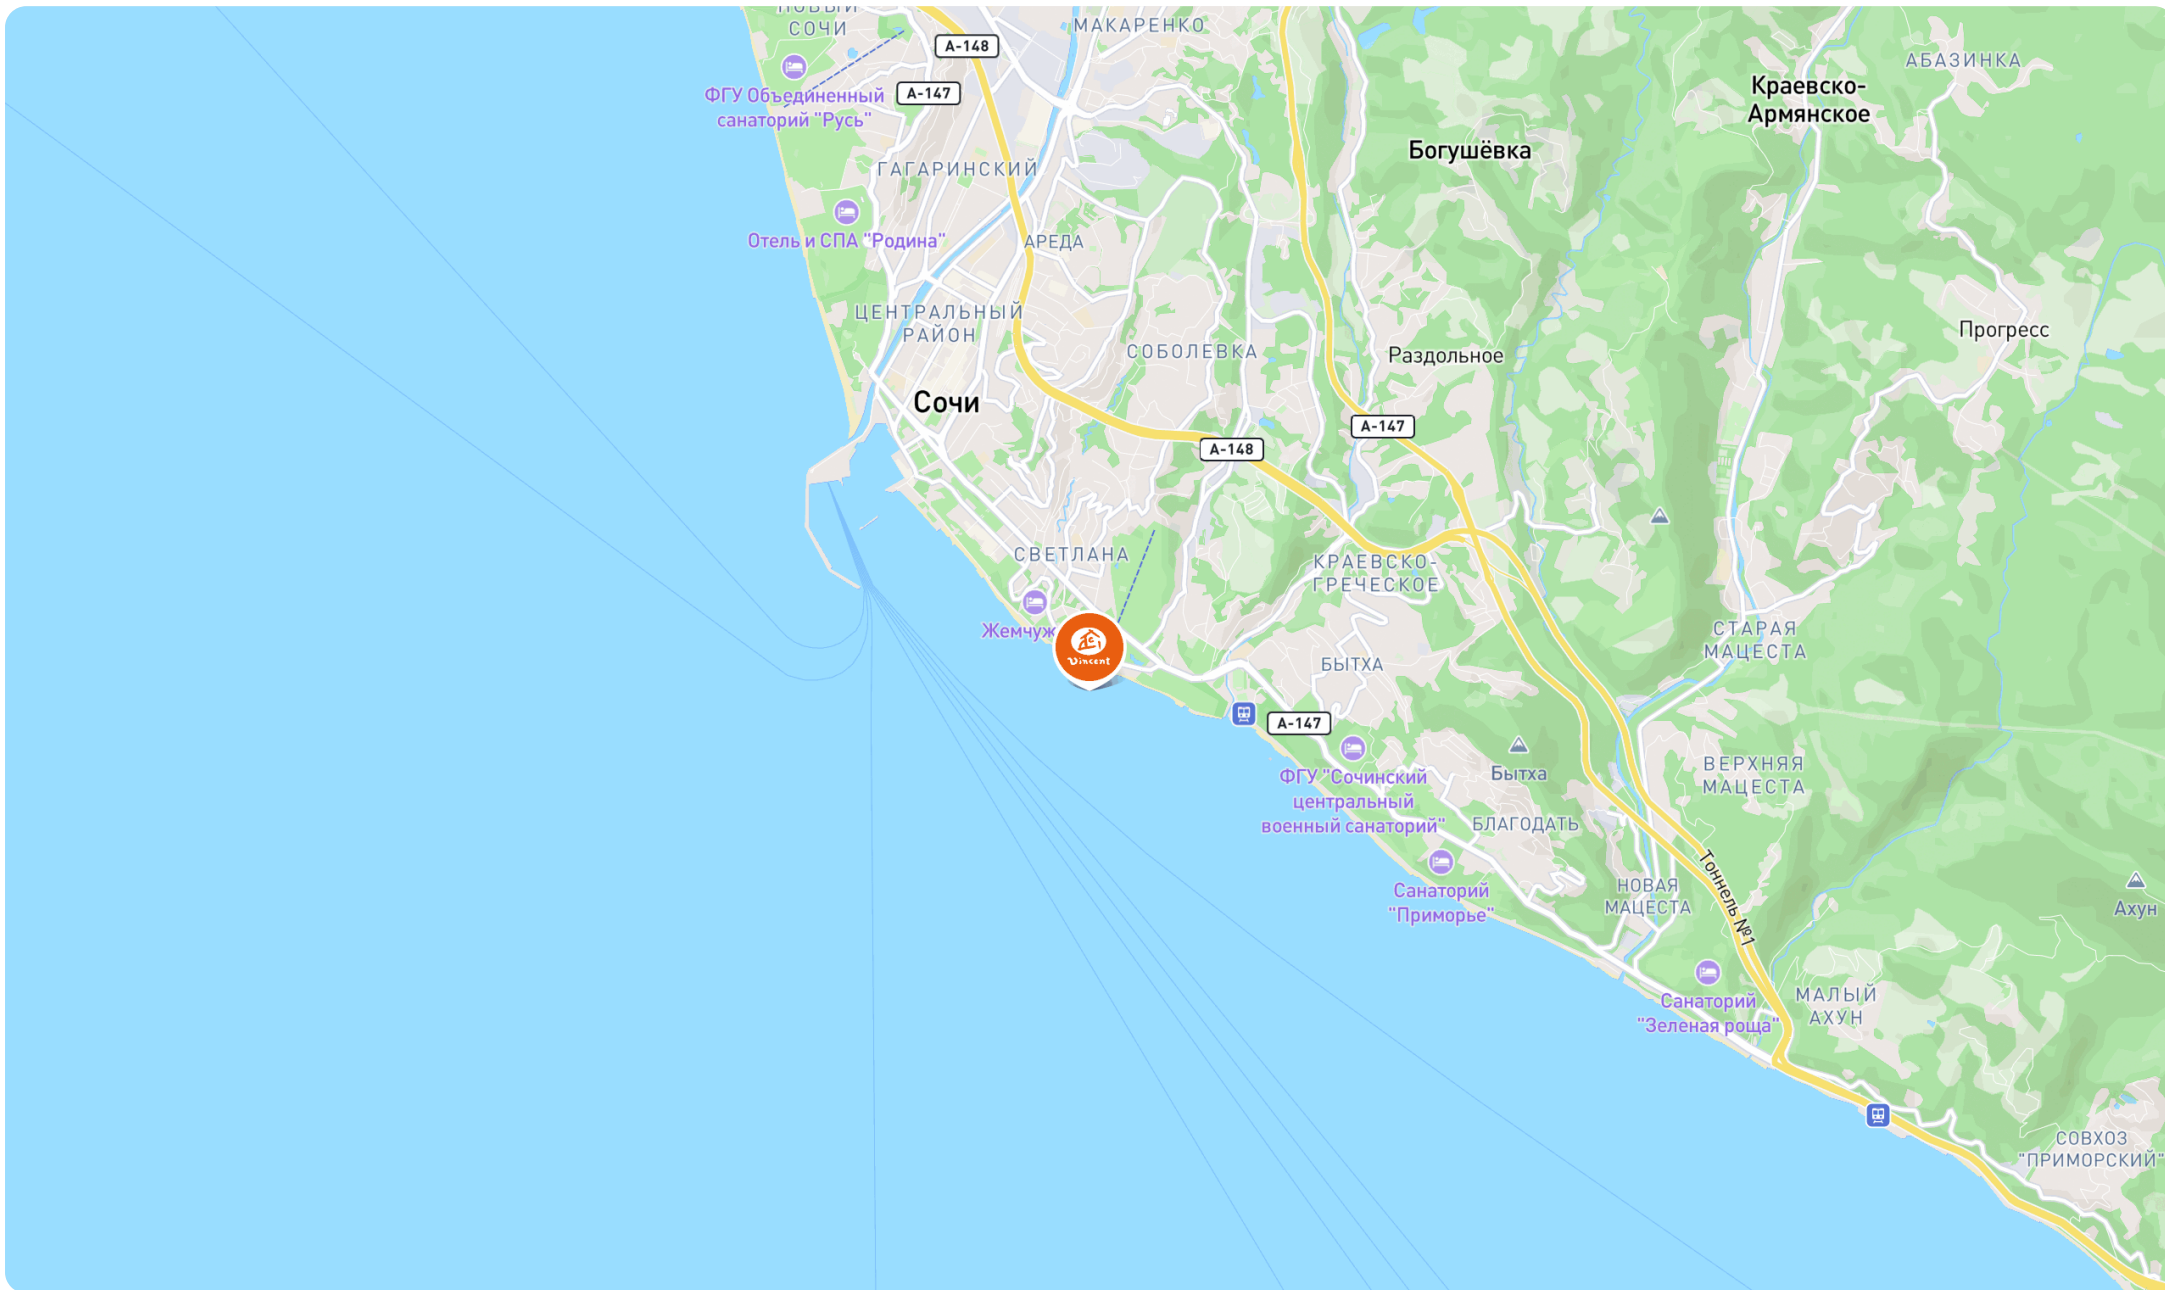 НОВЫЙ
СОЧИ
МАКАРЕНКО
А-148
АБАЗИНКА
ФГУ Объединенный
санаторий "Русь"
А-147
Краевско-
Армянское
Богушёвка
ГАГАРИНСКИЙ
Отель и СПА "Родина"
АРЕДА
ЦЕНТРАЛЬНЫЙ
РАЙОН
СОБОЛЕВКА
Раздольное
Прогресс
Сочи
А-147
А-148
СВЕТЛАНА
КРАЕВСКО-
ГРЕЧЕСКОЕ
Жемчуж
Vincent
БЫТХА
СТАРАЯ
МАЦЕСТА
А-147
ФГУ "Сочинский
центральный
военный санаторий"
Бытха
ВЕРХНЯЯ
МАЦЕСТА
БЛАГОДАТЬ
Санаторий
"Приморье"
НОВАЯ
МАЦЕСТА
Тоннель №1
Ахун
Санаторий
"Зеленая роща"
МАЛЫЙ
АХУН
СОВХОЗ
"ПРИМОРСКИЙ"